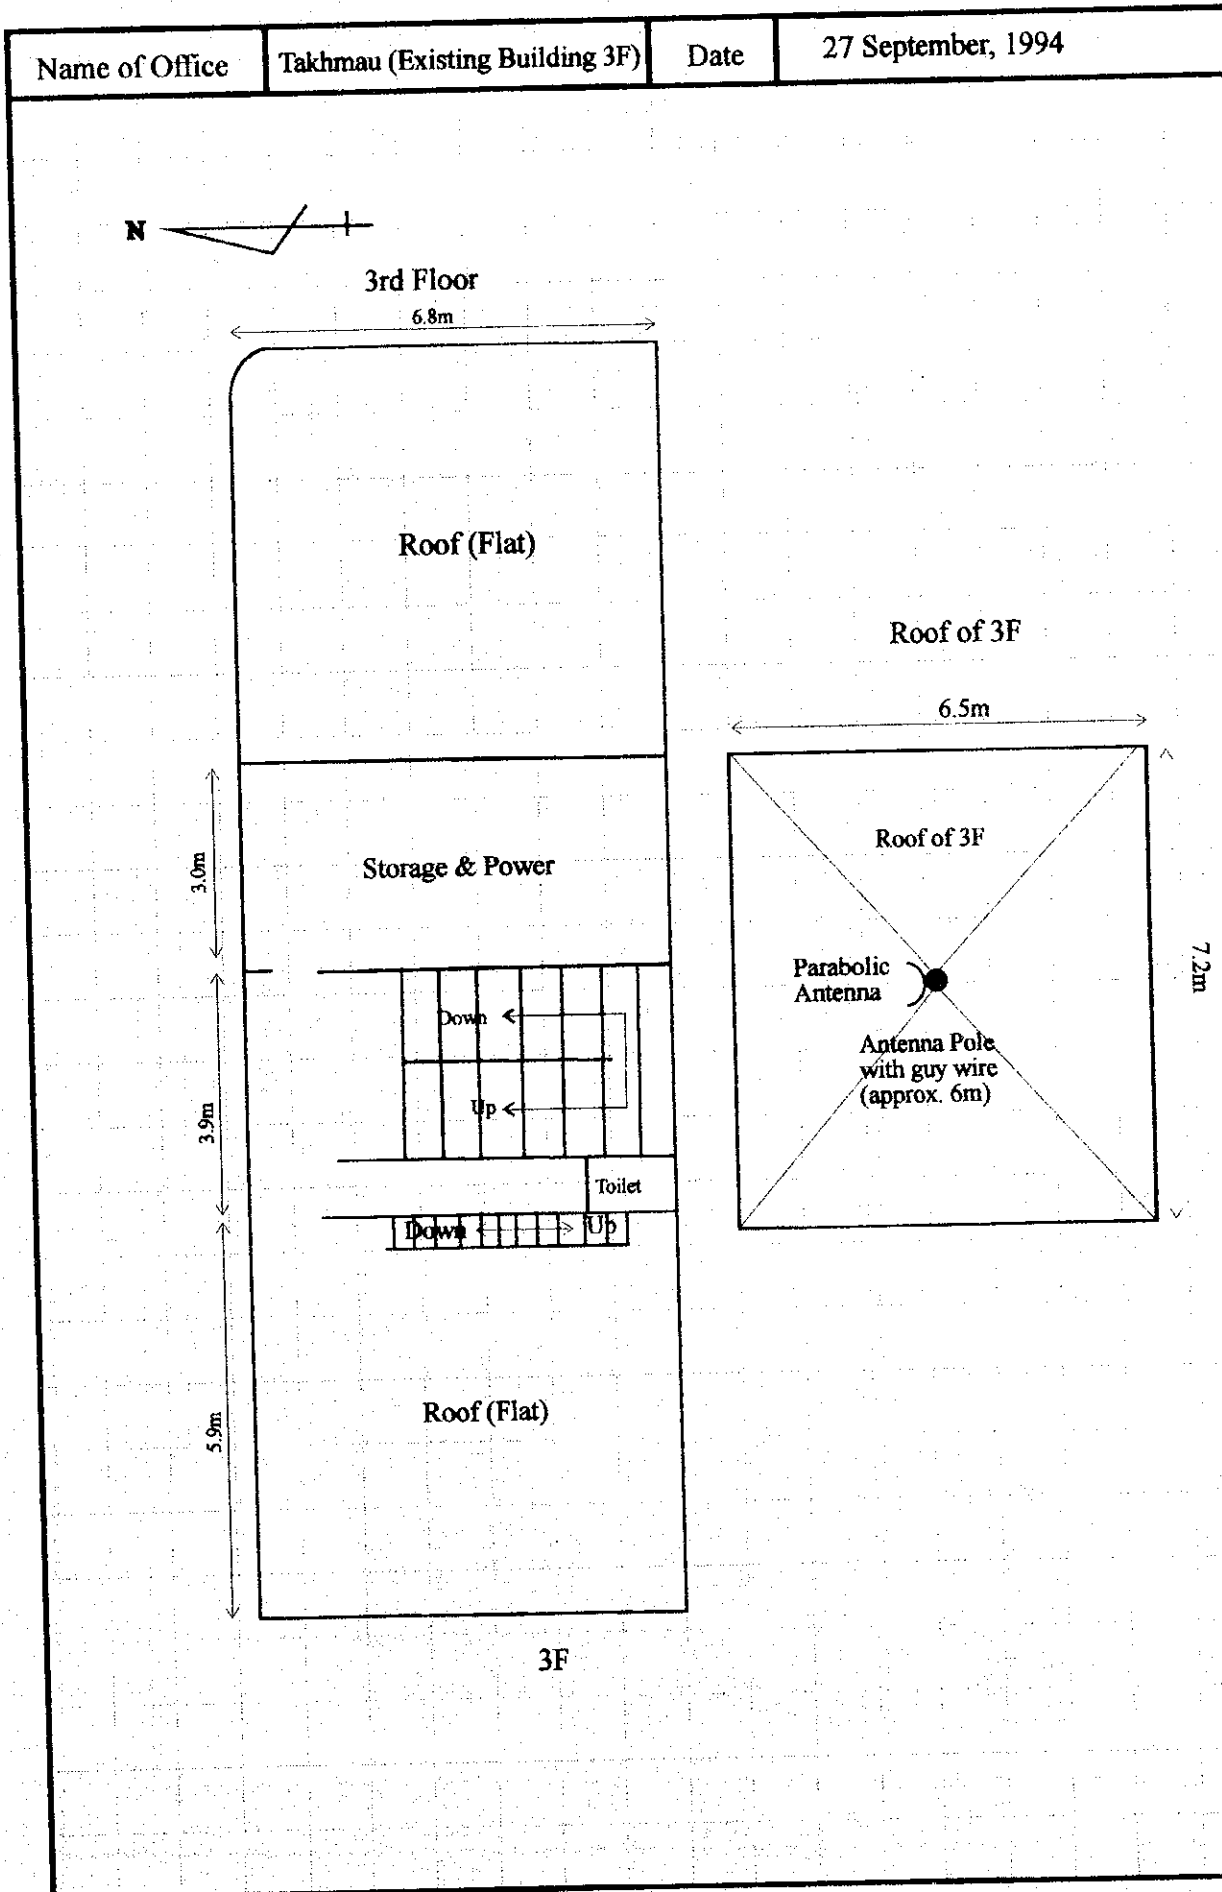 Name of Office Takhmau (Existing Building 3F) Date 27 September, 1994
N
3rd Floor
6.8m
Roof (Flat)
3.0m
Storage & Power
3.9m
Down
Up
Toilet
Down Up
5.9m
Roof (Flat)
3F
Roof of 3F
6.5m
Roof of 3F
7.2m
Parabolic
Antenna
Antenna Pole
with guy wire
(approx. 6m)